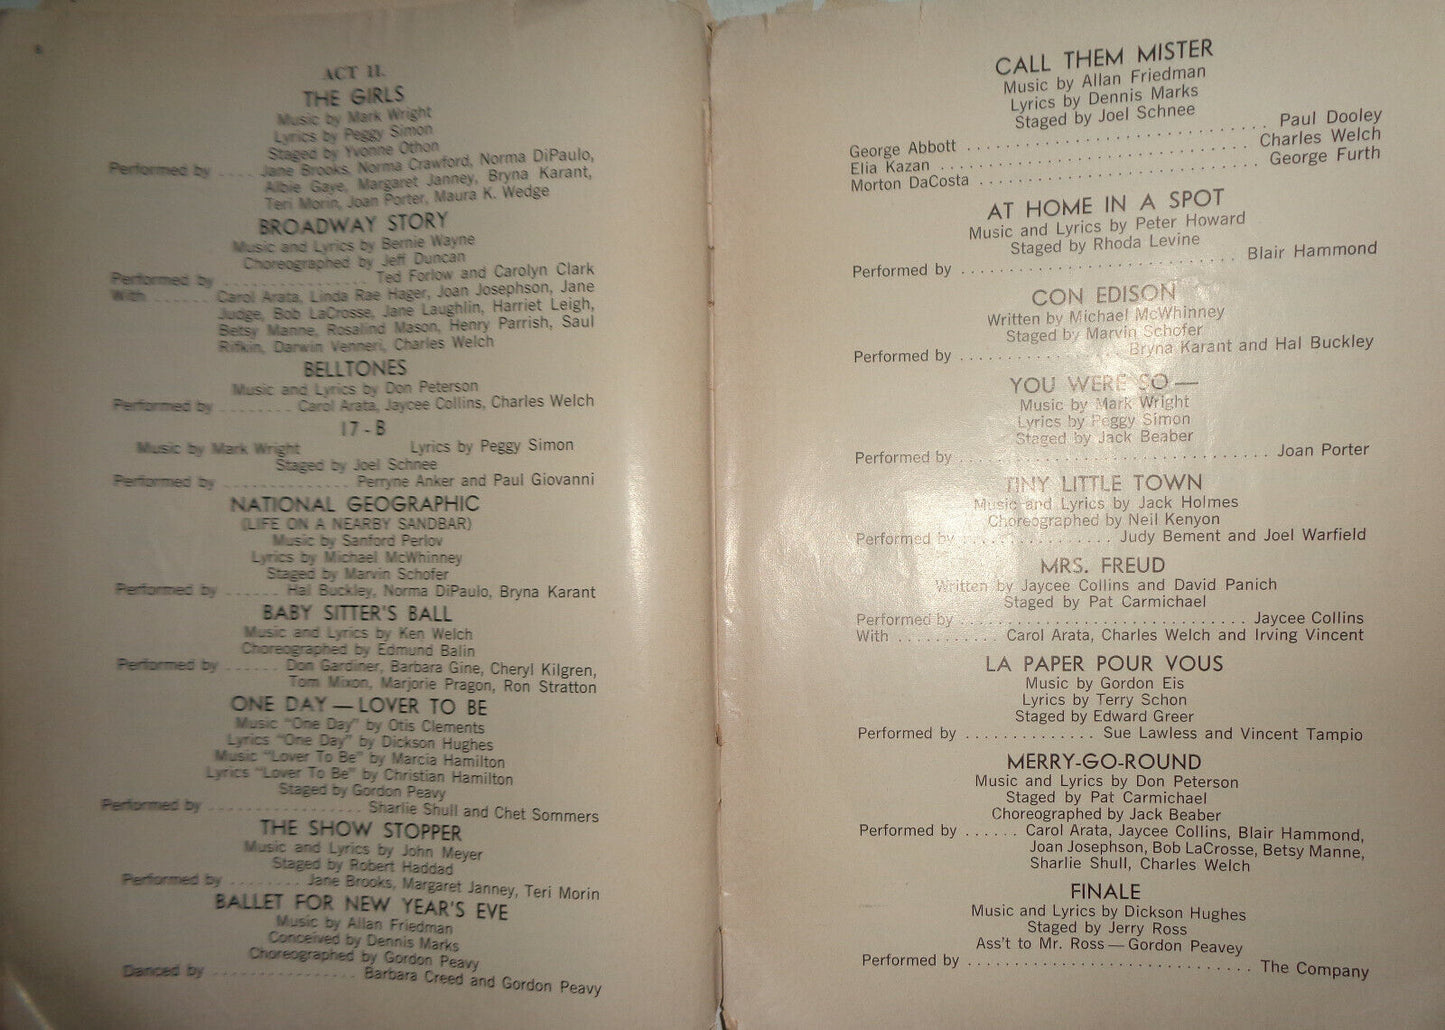 ACT II.
THE GIRLS
Music by Mark Wright
Lyrics by Peggy Simon
Staged by Yvonne Othon
Performed by ..... Jane Brooks, Norma Crawford, Norma DiPaulo,
Albie Gaye, Margaret Janney, Bryna Karant,
Teri Morin, Joan Porter, Maura K. Wedge
BROADWAY STORY
Music and Lyrics by Bernie Wayne
Choreographed by Jeff Duncan
Performed by .................... Ted Forlow and Carolyn Clark
With ....... Carol Arata, Linda Rae Hager, Joan Josephson, Jane
Judge, Bob LaCrosse, Jane Laughlin, Harriet Leigh,
Betsy Manne, Rosalind Mason, Henry Parrish, Saul
Rifkin, Darwin Venneri, Charles Welch
BELLTONES
Music and Lyrics by Don Peterson
Performed by .......... Carol Arata, Jaycee Collins, Charles Welch
17 - B
Music by Mark Wright Lyrics by Peggy Simon
Staged by Joel Schnee
Performed by ................ Perryne Anker and Paul Giovanni
NATIONAL GEOGRAPHIC
(LIFE ON A NEARBY SANDBAR)
Music by Sanford Perlov
Lyrics by Michael McWhinney
Staged by Marvin Schofer
Performed by ....... Hal Buckley, Norma DiPaulo, Bryna Karant
BABY SITTER'S BALL
Music and Lyrics by Ken Welch
Choreographed by Edmund Balin
Performed by ....... Don Gardiner, Barbara Gine, Cheryl Kilgren,
Tom Mixon, Marjorie Pragon, Ron Stratton
ONE DAY — LOVER TO BE
Music "One Day" by Otis Clements
Lyrics "One Day" by Dickson Hughes
Music "Lover To Be" by Marcia Hamilton
Lyrics "Lover To Be" by Christian Hamilton
Staged by Gordon Peavy
Performed by .................... Sharlie Shull and Chet Sommers
THE SHOW STOPPER
Music and Lyrics by John Meyer
Staged by Robert Haddad
Performed by ......... Jane Brooks, Margaret Janney, Teri Morin
BALLET FOR NEW YEAR'S EVE
Music by Allan Friedman
Conceived by Dennis Marks
Choreographed by Gordon Peavy
Danced by .................. Barbara Creed and Gordon Peavy
CALL THEM MISTER
Music by Allan Friedman
Lyrics by Dennis Marks
Staged by Joel Schnee
George Abbott ................................ Paul Dooley
Elia Kazan ................................ Charles Welch
Morton DaCosta ............................ George Furth
AT HOME IN A SPOT
Music and Lyrics by Peter Howard
Staged by Rhoda Levine
Performed by ............................... Blair Hammond
CON EDISON
Written by Michael McWhinney
Staged by Marvin Schofer
Performed by ................... Bryna Karant and Hal Buckley
YOU WERE SO —
Music by Mark Wright
Lyrics by Peggy Simon
Staged by Jack Beaber
Performed by .................................. Joan Porter
TINY LITTLE TOWN
Music and Lyrics by Jack Holmes
Choreographed by Neil Kenyon
Performed by ................. Judy Bement and Joel Warfield
MRS. FREUD
Written by Jaycee Collins and David Panich
Staged by Pat Carmichael
Performed by ............................... Jaycee Collins
With ........... Carol Arata, Charles Welch and Irving Vincent
LA PAPER POUR VOUS
Music by Gordon Eis
Lyrics by Terry Schon
Staged by Edward Greer
Performed by .............. Sue Lawless and Vincent Tampio
MERRY-GO-ROUND
Music and Lyrics by Don Peterson
Staged by Pat Carmichael
Choreographed by Jack Beaber
Performed by ...... Carol Arata, Jaycee Collins, Blair Hammond,
Joan Josephson, Bob LaCrosse, Betsy Manne,
Sharlie Shull, Charles Welch
FINALE
Music and Lyrics by Dickson Hughes
Staged by Jerry Ross
Ass't to Mr. Ross — Gordon Peavey
Performed by ................................ The Company